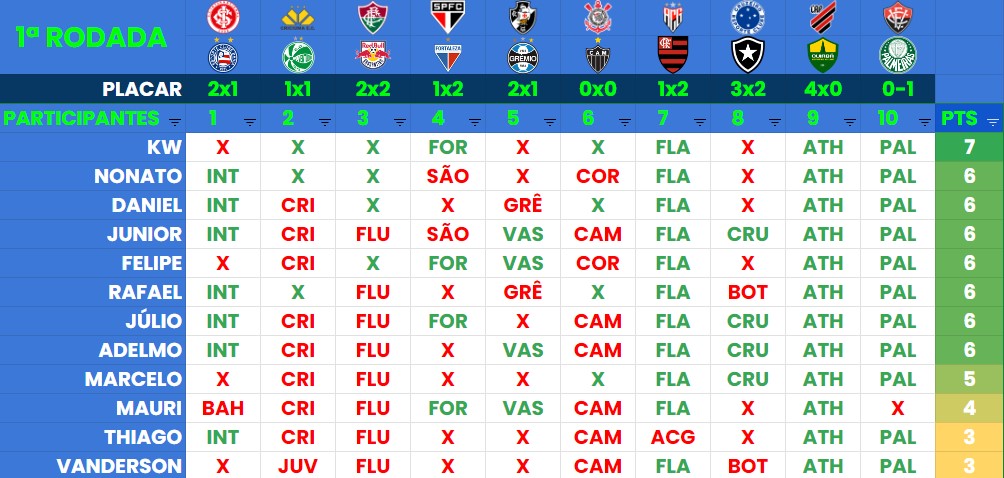 1ª RODADA
PLACAR 2x1 1x1 2x2 1x2 2x1 0x0 1x2 3x2 4x0 0-1
PARTICIPANTES 1 2 3 4 5 6 7 8 9 10 PTS
KW X X X FOR X X FLA X ATH PAL 7
NONATO INT X X SÃO X COR FLA X ATH PAL 6
DANIEL INT CRI X X GRÊ X FLA X ATH PAL 6
JUNIOR INT CRI FLU SÃO VAS CAM FLA CRU ATH PAL 6
FELIPE X CRI X FOR VAS COR FLA X ATH PAL 6
RAFAEL INT X FLU X GRÊ X FLA BOT ATH PAL 6
JÚLIO INT CRI FLU FOR X CAM FLA CRU ATH PAL 6
ADELMO INT CRI FLU X VAS CAM FLA CRU ATH PAL 6
MARCELO X CRI FLU X X X FLA CRU ATH PAL 5
MAURI BAH CRI FLU FOR VAS CAM FLA X ATH X 4
THIAGO INT CRI FLU X X CAM ACG X ATH PAL 3
VANDERSON X JUV FLU X X CAM FLA BOT ATH PAL 3